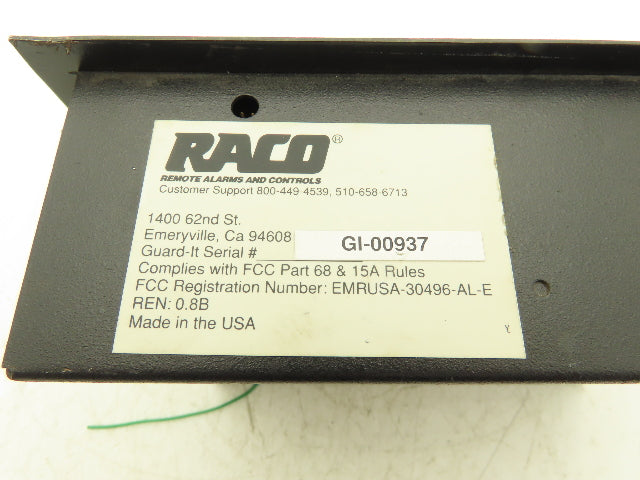 RACO®
REMOTE ALARMS AND CONTROLS
Customer Support 800-449-4539, 510-658-6713
1400 62nd St.
Emeryville, Ca 94608
Guard-It Serial # GI-00937
Complies with FCC Part 68 & 15A Rules
FCC Registration Number: EMRUSA-30496-AL-E
REN: 0.8B
Made in the USA
Y